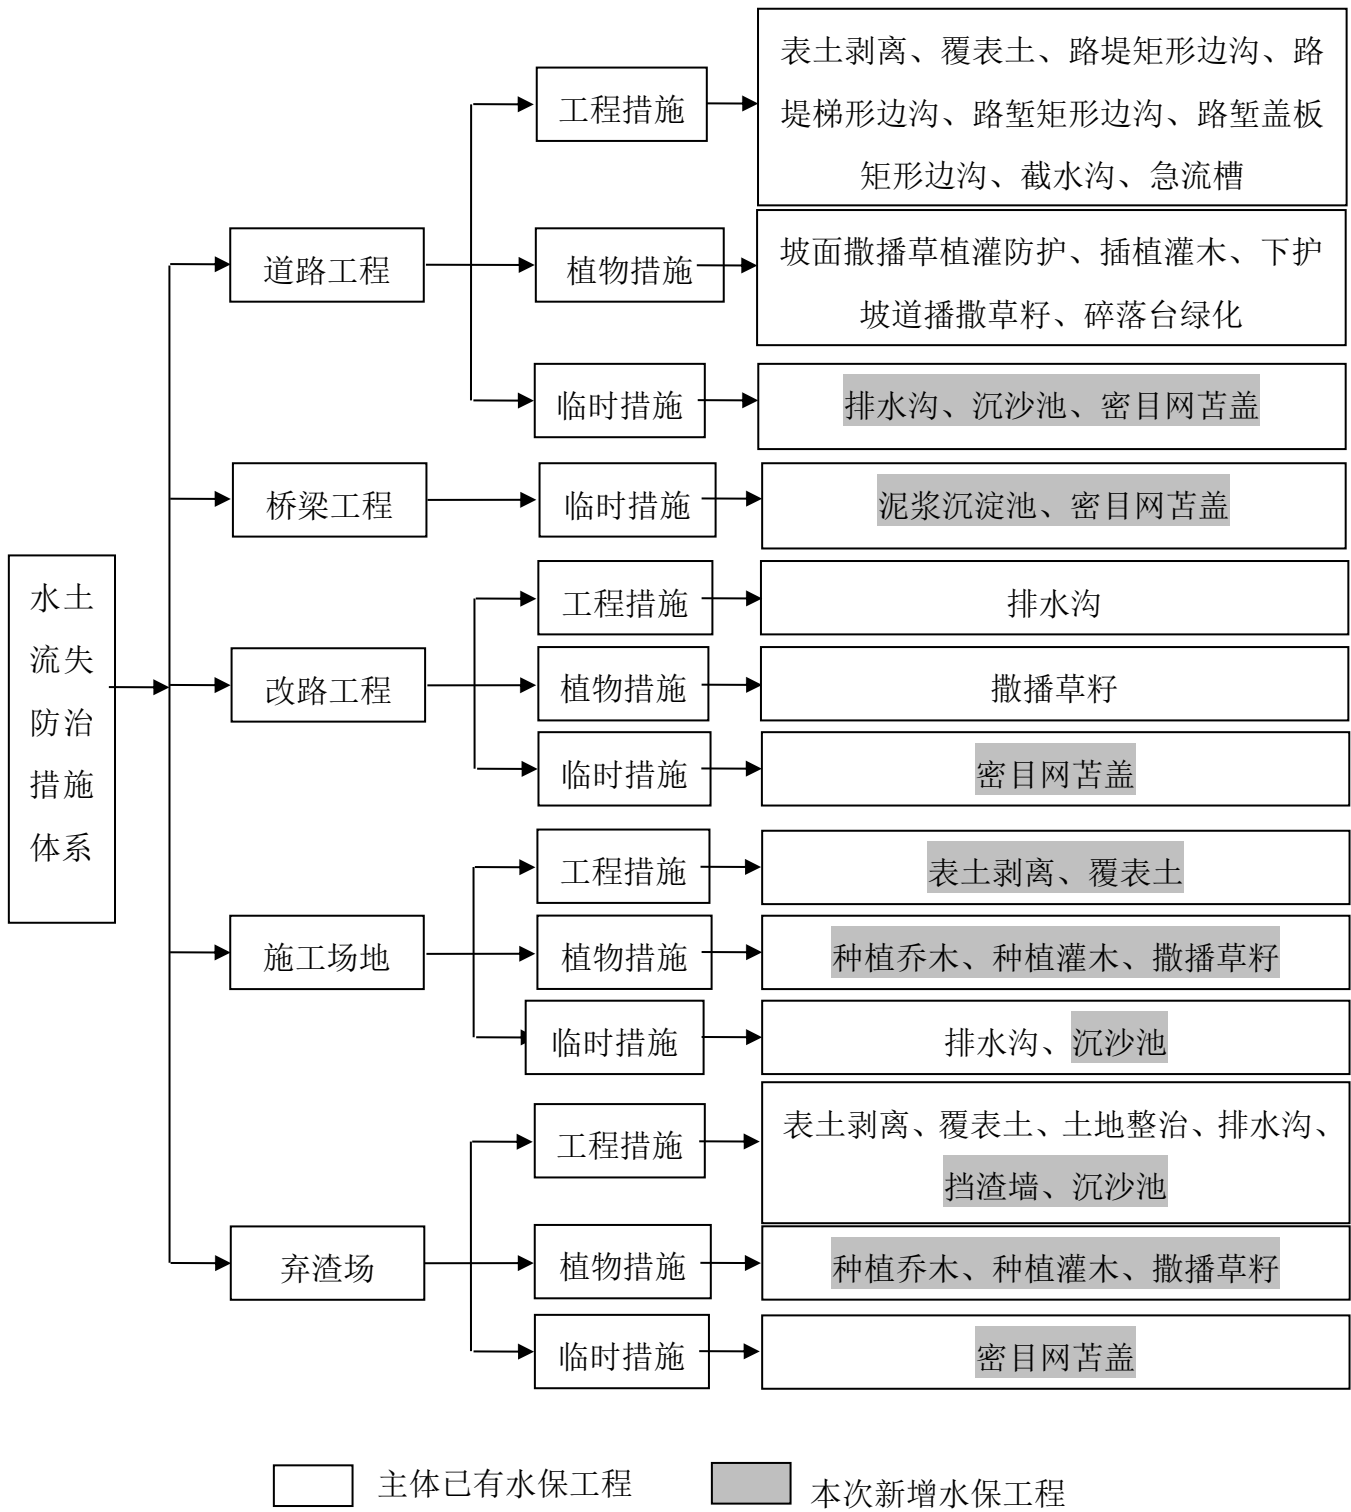 表土剥离、覆表土、路堤矩形边沟、路
堤梯形边沟、路堑矩形边沟、路堑盖板
矩形边沟、截水沟、急流槽
工程措施
道路工程
植物措施
坡面撒播草植灌防护、插植灌木、下护
坡道播撒草籽、碎落台绿化
临时措施
排水沟、沉沙池、密目网苫盖
桥梁工程
临时措施
泥浆沉淀池、密目网苫盖
水土
流失
防治
措施
体系
工程措施
排水沟
改路工程
植物措施
撒播草籽
临时措施
密目网苫盖
工程措施
表土剥离、覆表土
施工场地
植物措施
种植乔木、种植灌木、撒播草籽
临时措施
排水沟、沉沙池
工程措施
表土剥离、覆表土、土地整治、排水沟、
挡渣墙、沉沙池
弃渣场
植物措施
种植乔木、种植灌木、撒播草籽
临时措施
密目网苫盖
主体已有水保工程
本次新增水保工程